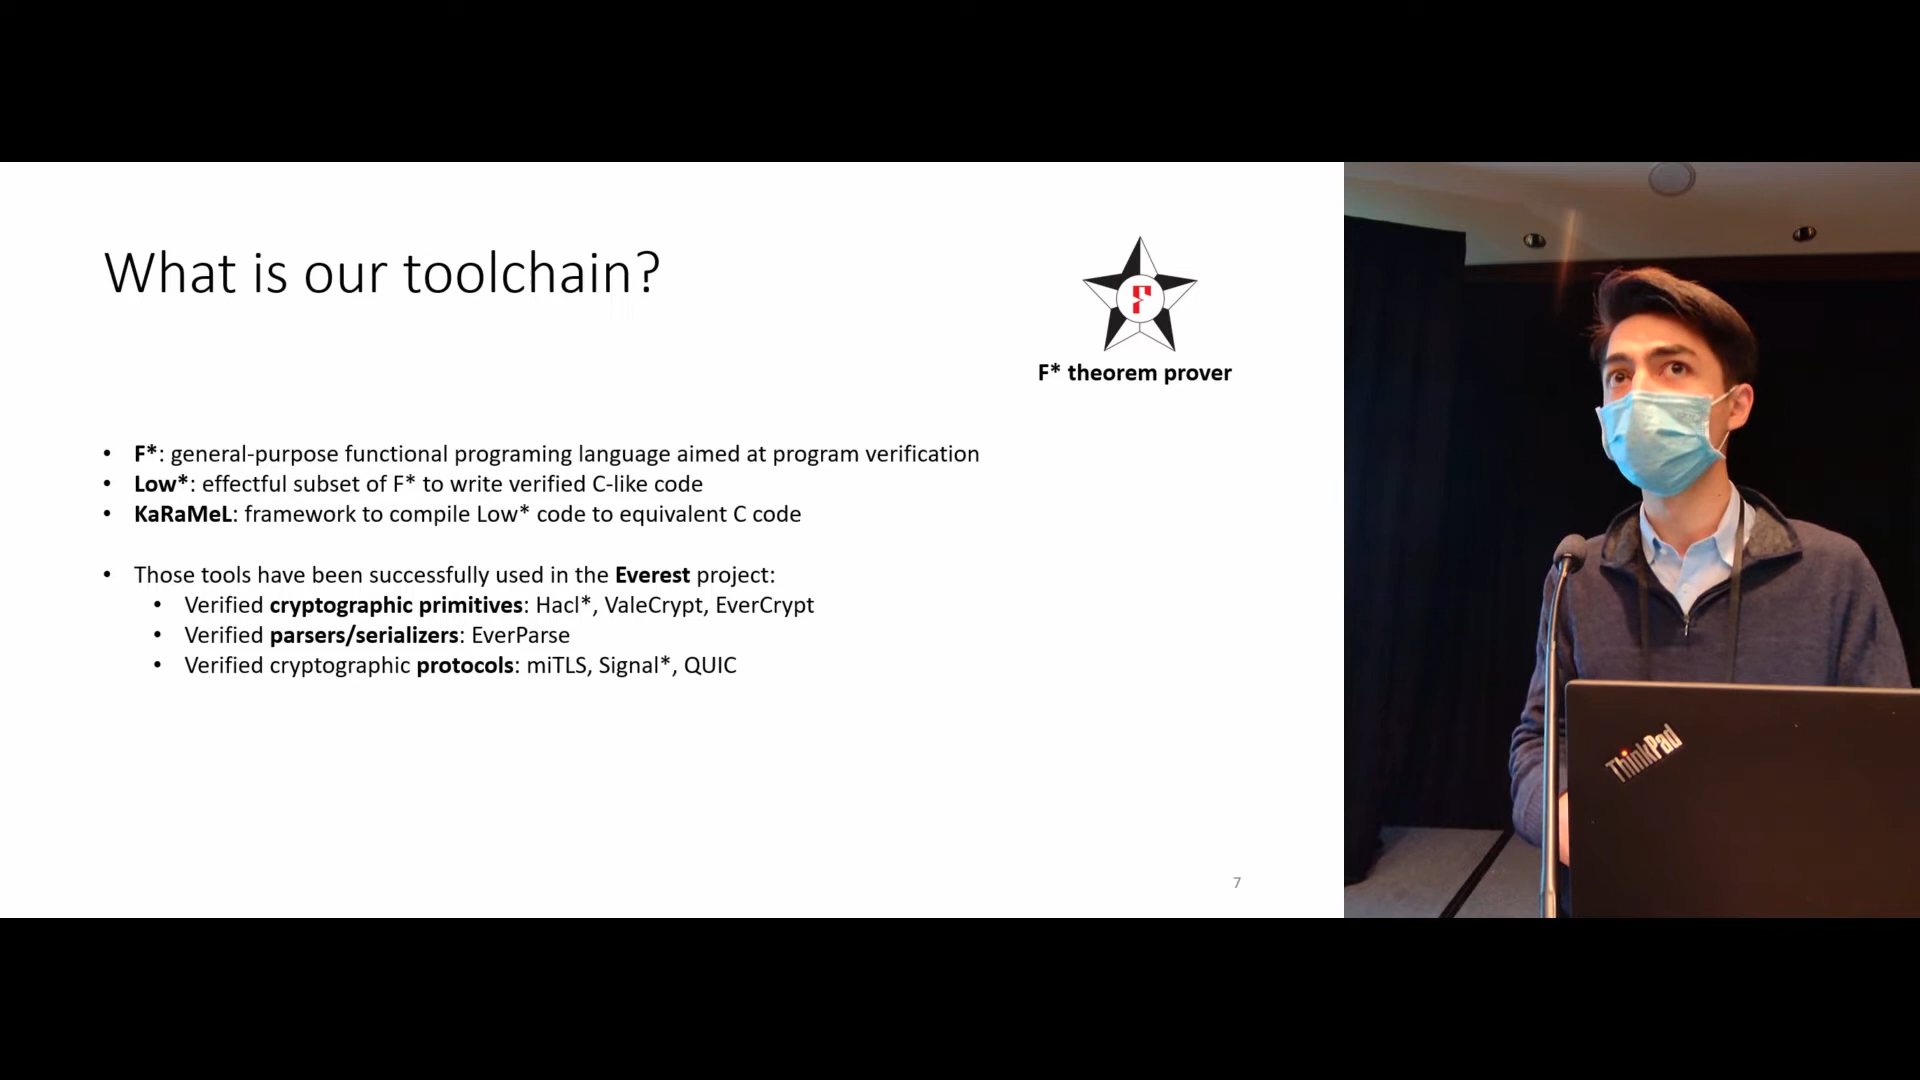 What is our toolchain?
F
F* theorem prover
• F*: general-purpose functional programing language aimed at program verification
• Low*: effectful subset of F* to write verified C-like code
• KaRaMeL: framework to compile Low* code to equivalent C code
• Those tools have been successfully used in the Everest project:
• Verified cryptographic primitives: Hacl*, ValeCrypt, EverCrypt
• Verified parsers/serializers: EverParse
• Verified cryptographic protocols: miTLS, Signal*, QUIC
7
ThinkPad